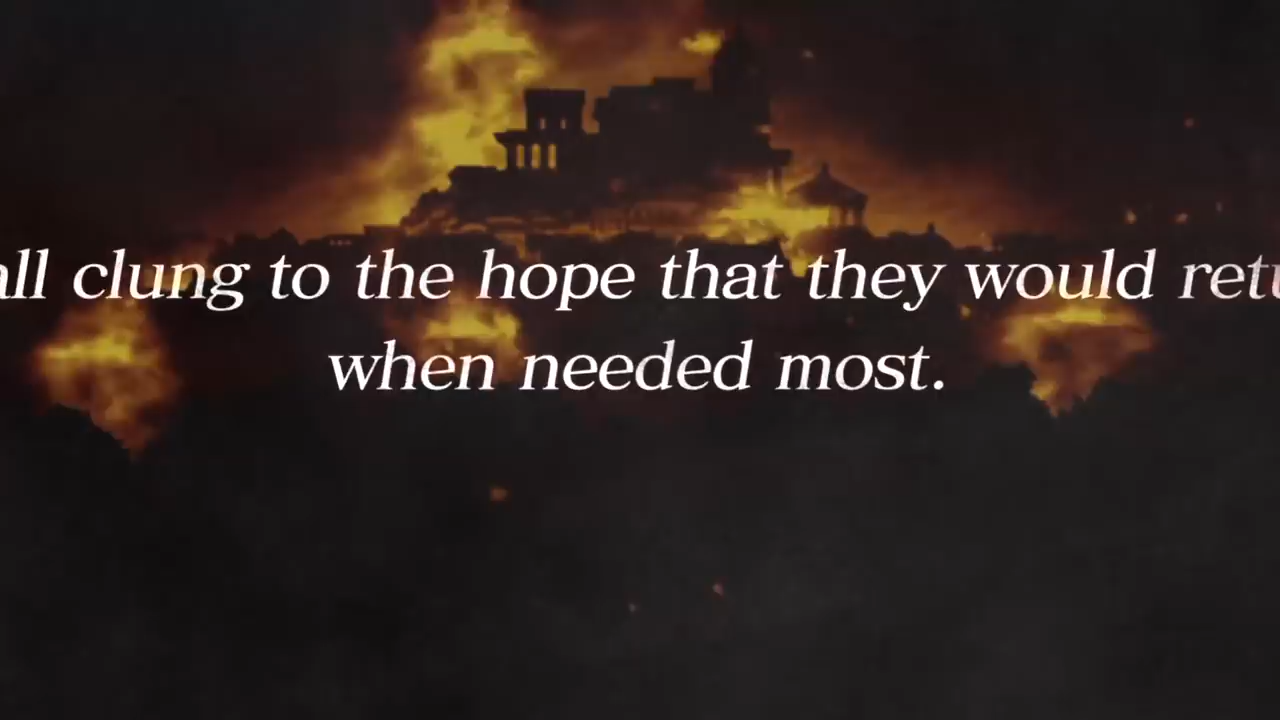 all clung to the hope that they would retu
when needed most.